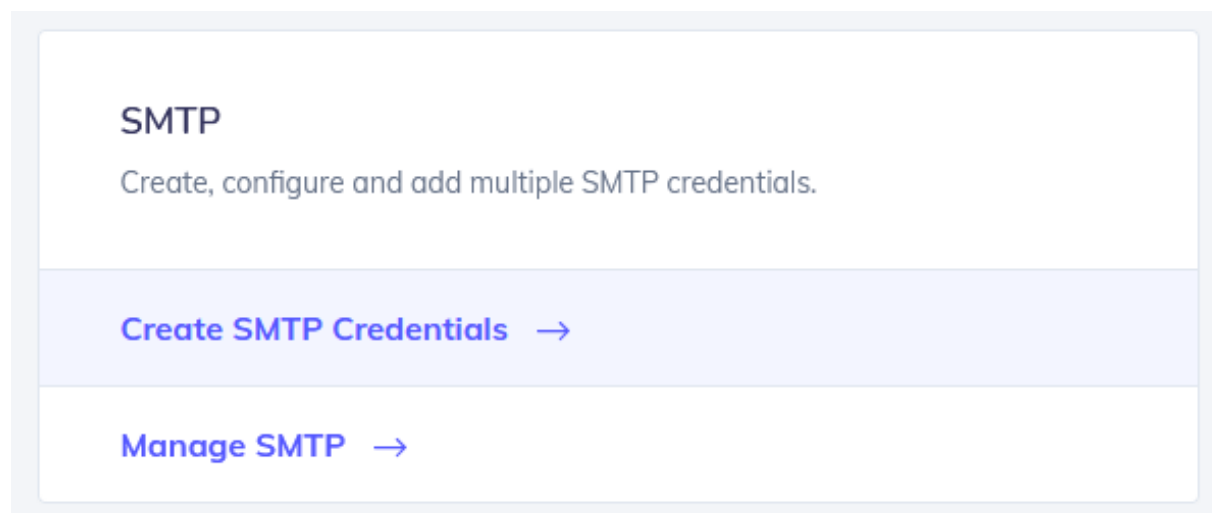 SMTP
Create, configure and add multiple SMTP credentials.
Create SMTP Credentials →
Manage SMTP →